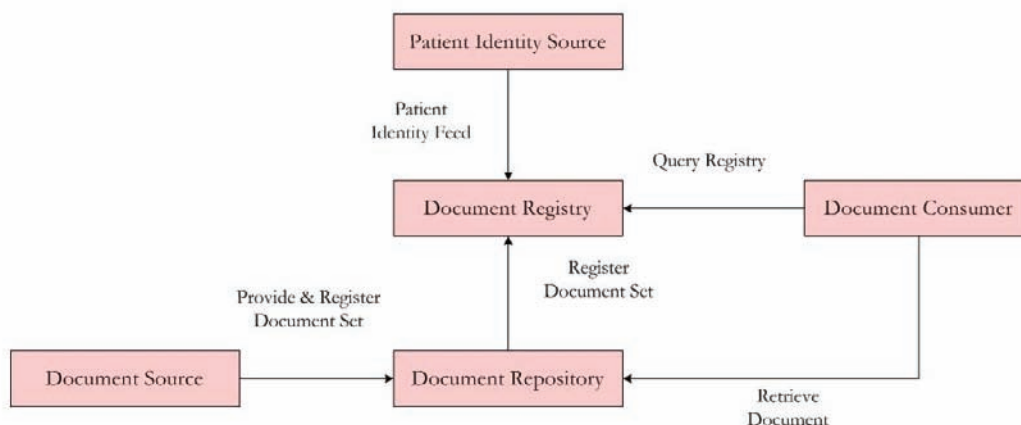 Patient Identity Source
Patient
Identity Feed
Query Registry
Document Registry
Document Consumer
Register
Document Set
Provide & Register
Document Set
Document Source
Document Repository
Retrieve
Document